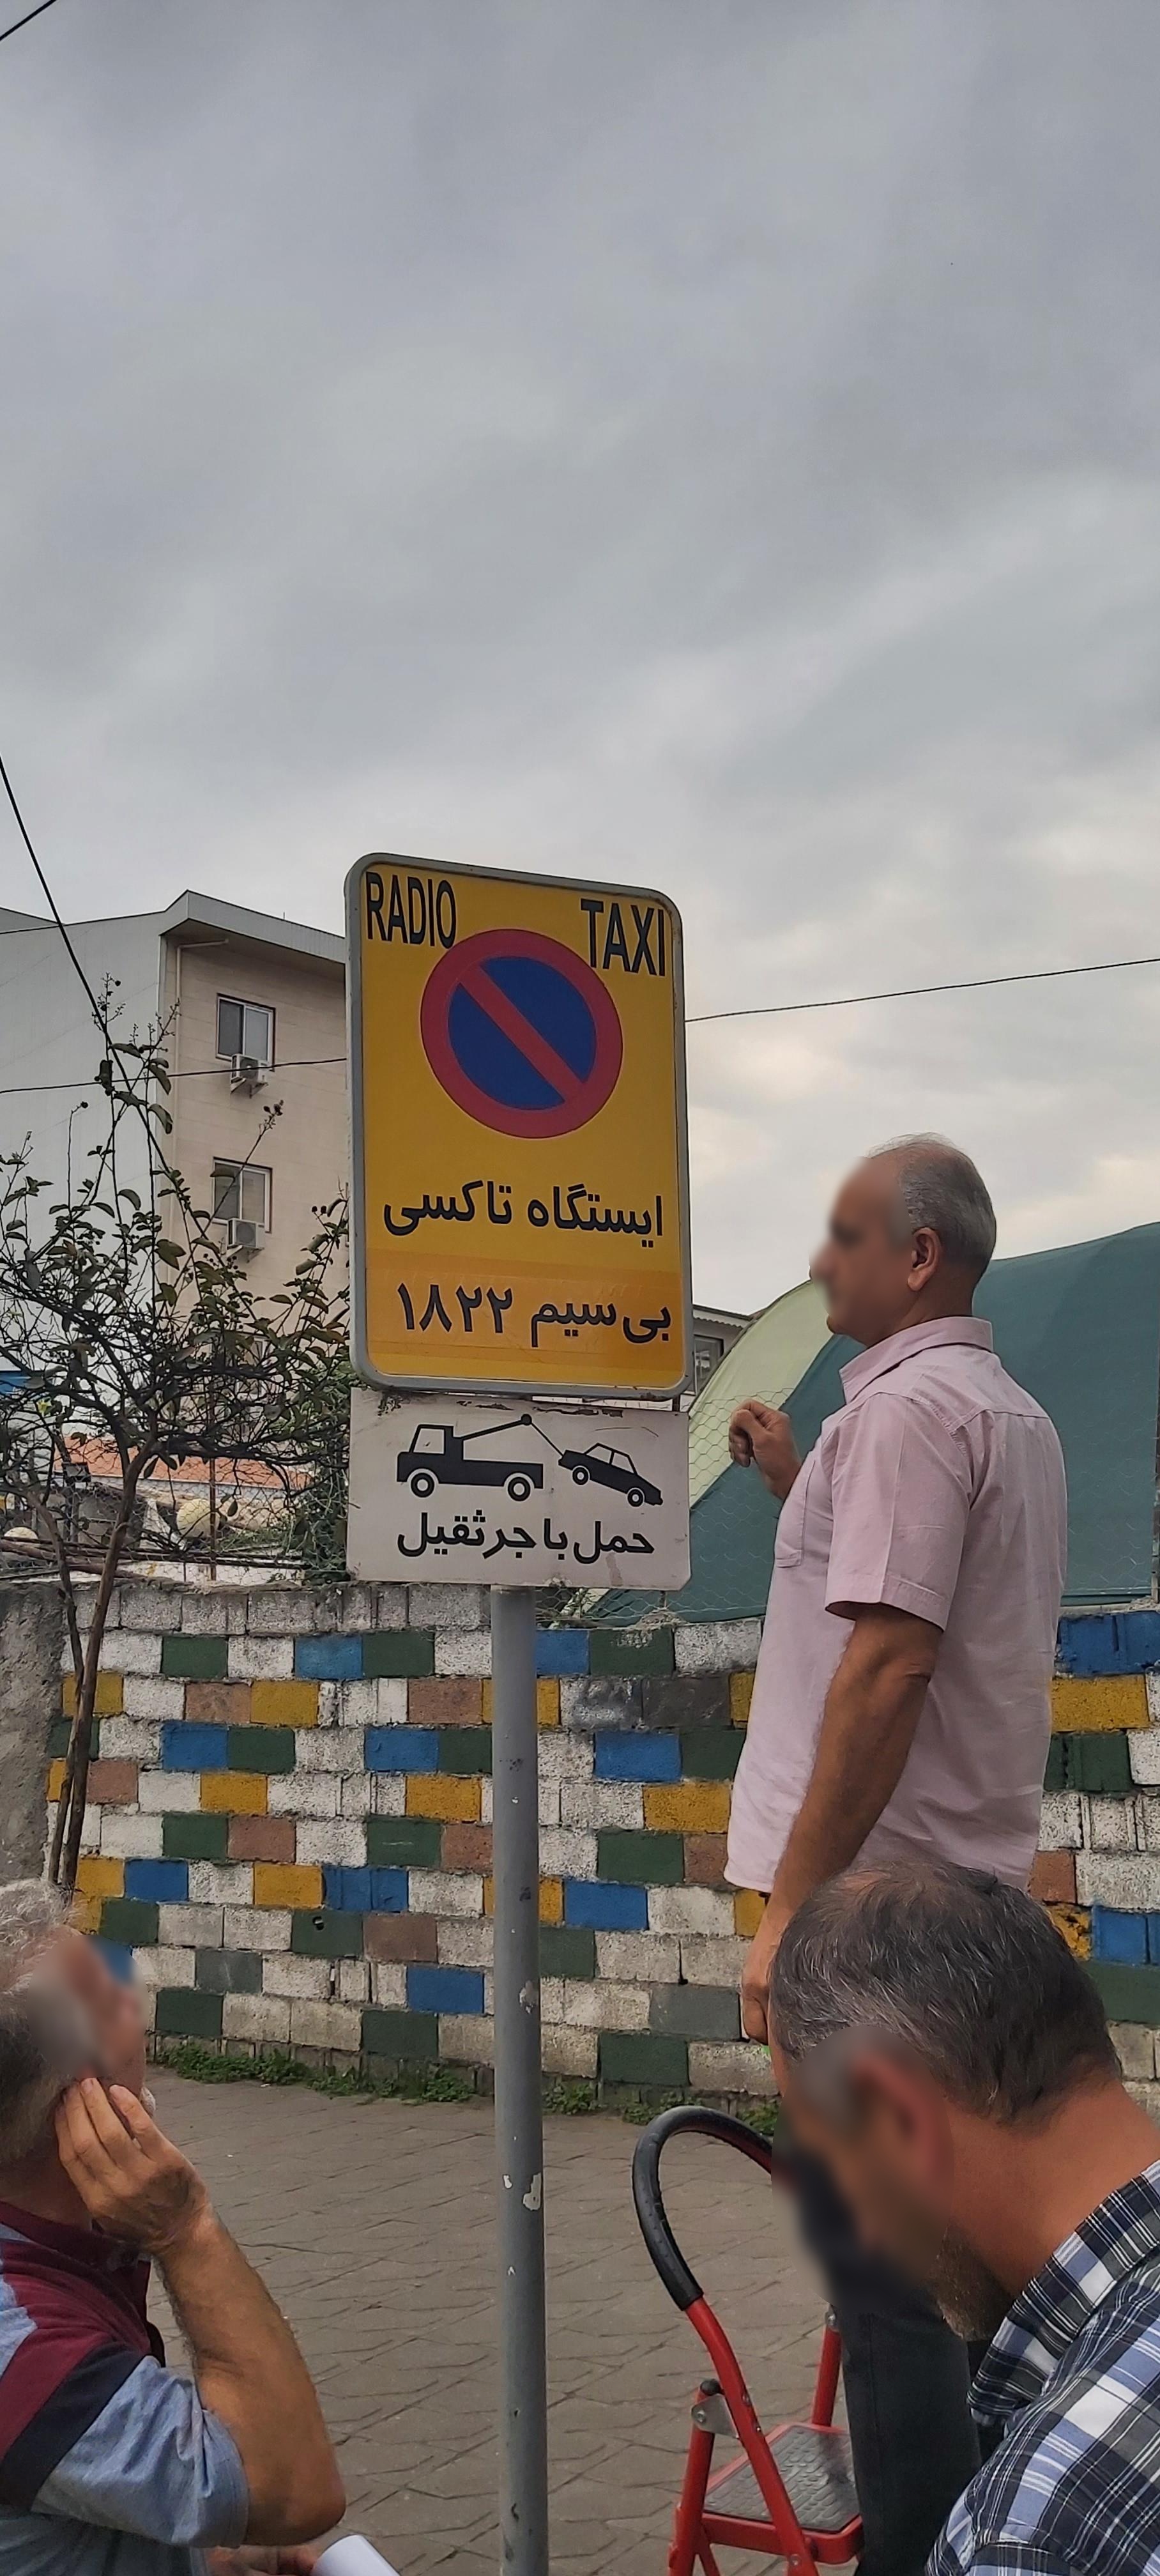 RADIO TAXI
ایستگاه تاکسی
بی‌سیم ۱۸۲۲
حمل با جرثقیل